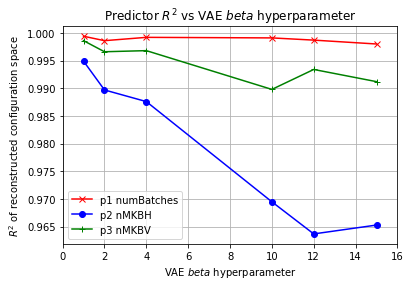 Predictor R² vs VAE beta hyperparameter
R² of reconstructed configuration space
1.000
0.995
0.990
0.985
0.980
0.975
0.970
0.965
p1 numBatches
p2 nMKBH
p3 nMKBV
0 2 4 6 8 10 12 14 16
VAE beta hyperparameter